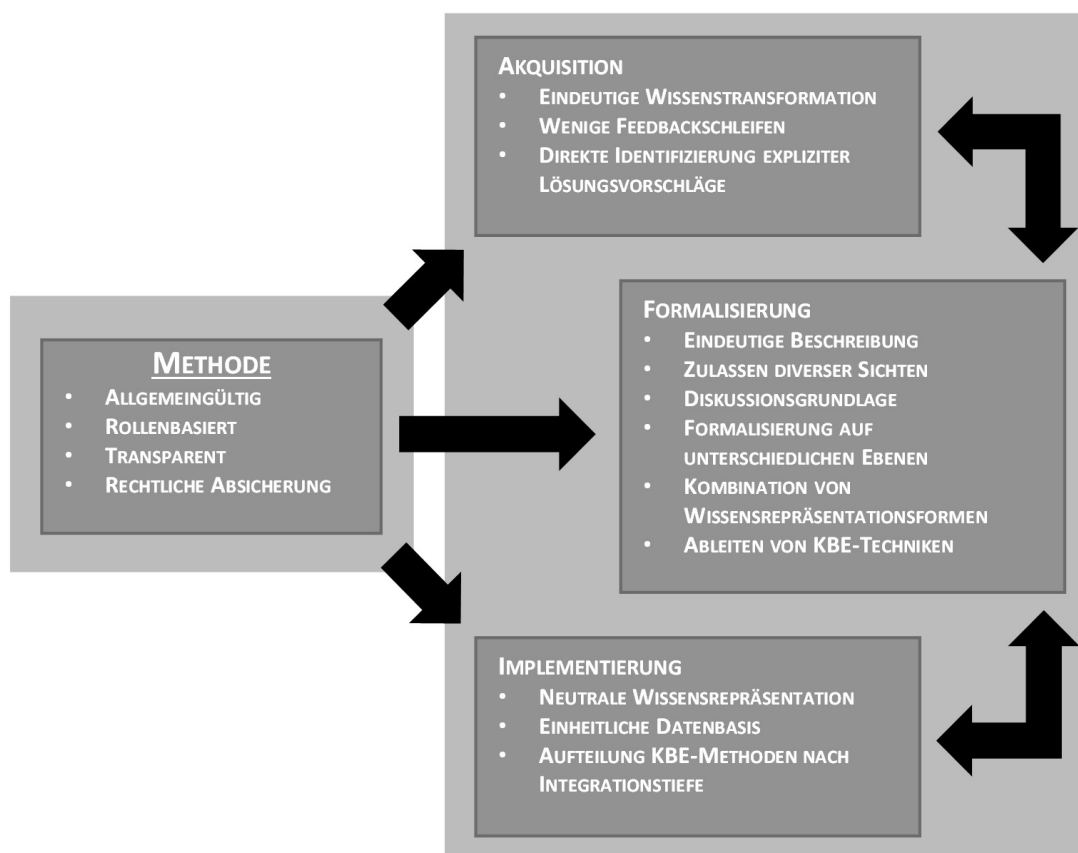 Akquisition
• Eindeutige Wissenstransformation
• Wenige Feedbackschleifen
• Direkte Identifizierung expliziter
Lösungsvorschläge
Methode
• Allgemeingültig
• Rollenbasiert
• Transparent
• Rechtliche Absicherung
Formalisierung
• Eindeutige Beschreibung
• Zulassen diverser Sichten
• Diskussionsgrundlage
• Formalisierung auf
unterschiedlichen Ebenen
• Kombination von
Wissensrepräsentationsformen
• Ableiten von KBE-Techniken
Implementierung
• Neutrale Wissensrepräsentation
• Einheitliche Datenbasis
• Aufteilung KBE-Methoden nach
Integrationstiefe